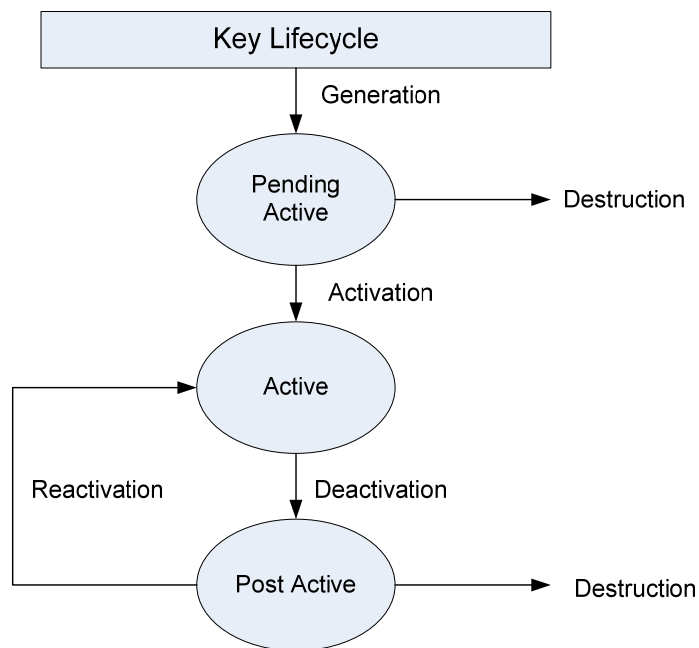 Key Lifecycle
Generation
Pending
Active
Destruction
Activation
Active
Reactivation
Deactivation
Post Active
Destruction